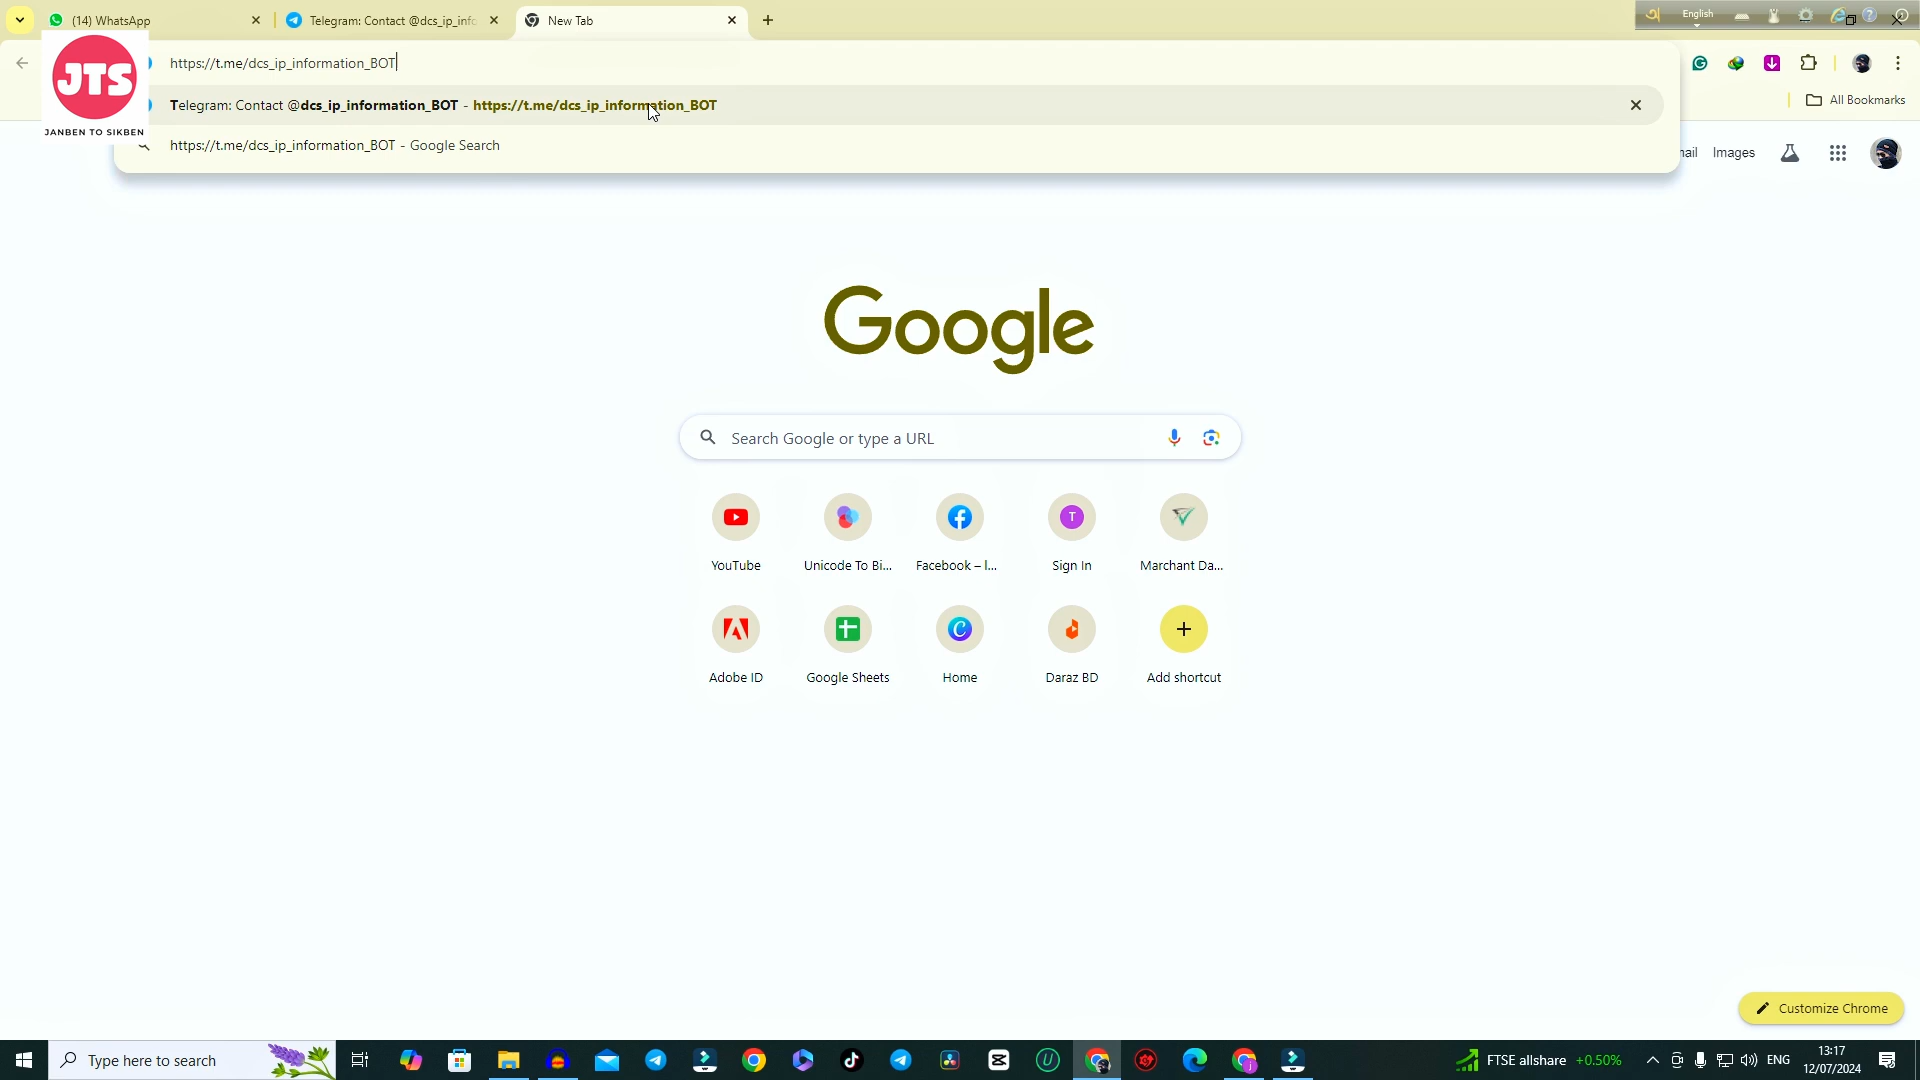 (14) WhatsApp
Telegram: Contact @dcs_ip_info
New Tab
English
JTS
JANBEN TO SIKBEN
https://t.me/dcs_ip_information_BOT
Telegram: Contact @dcs_ip_information_BOT - https://t.me/dcs_ip_information_BOT
https://t.me/dcs_ip_information_BOT - Google Search
All Bookmarks
Images
Google
Search Google or type a URL
YouTube
Unicode To Bi...
Facebook – l...
T
Sign In
Marchant Da...
Adobe ID
Google Sheets
Home
Daraz BD
Add shortcut
Customize Chrome
Type here to search
FTSE allshare +0.50%
ENG
13:17
12/07/2024